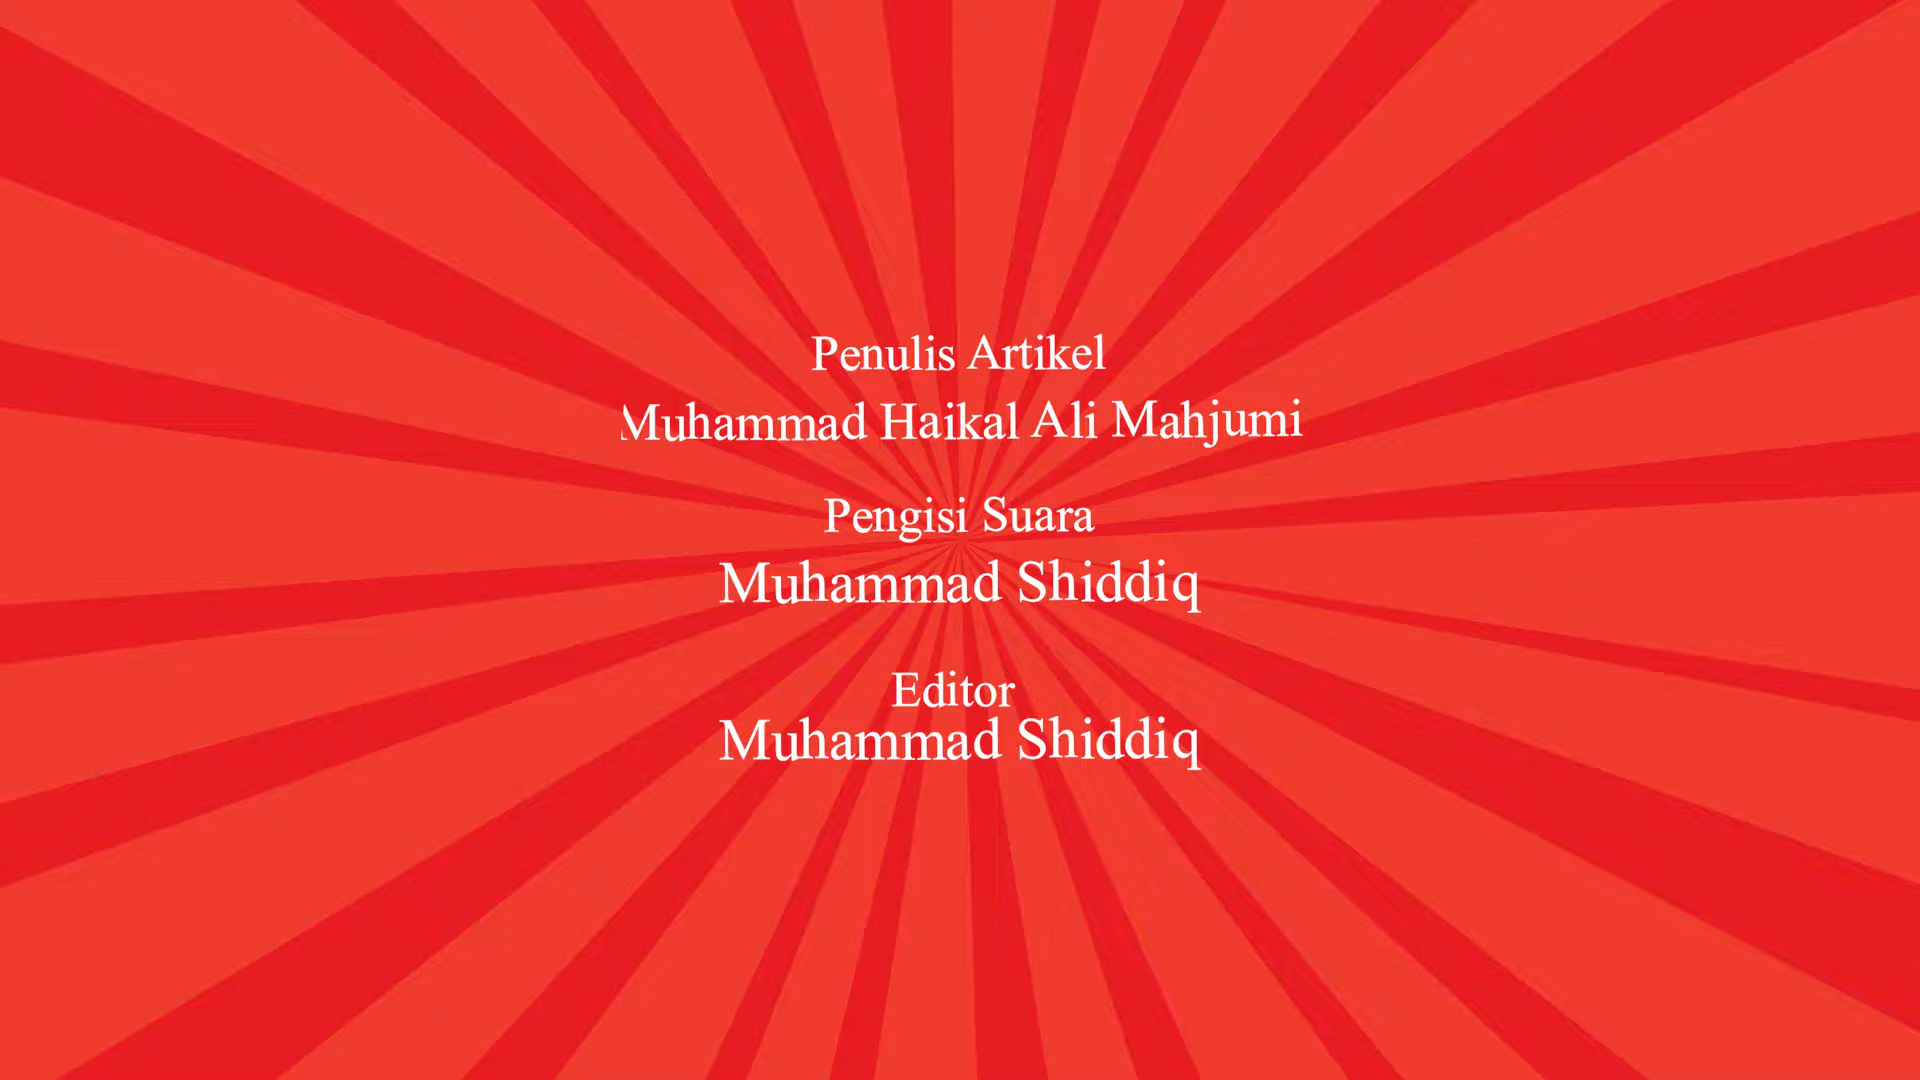 Penulis Artikel
Muhammad Haikal Ali Mahjumi
Pengisi Suara
Muhammad Shiddiq
Editor
Muhammad Shiddiq